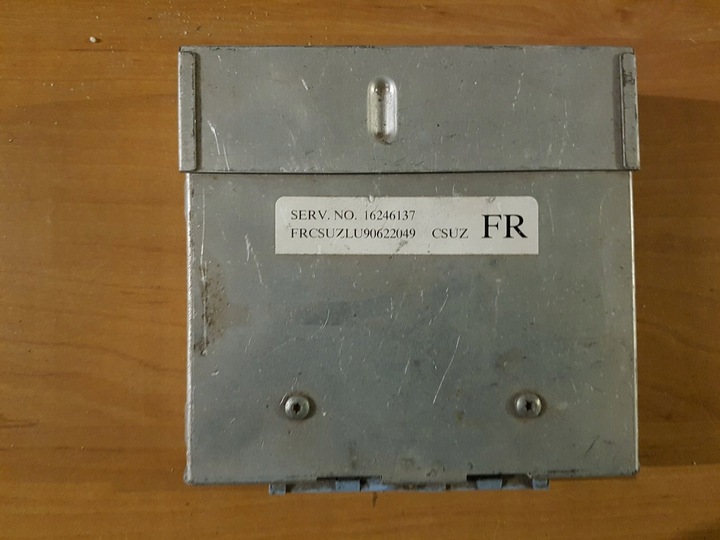 SERV. NO. 16246137
FRCSUZLU90622049 CSUZ FR